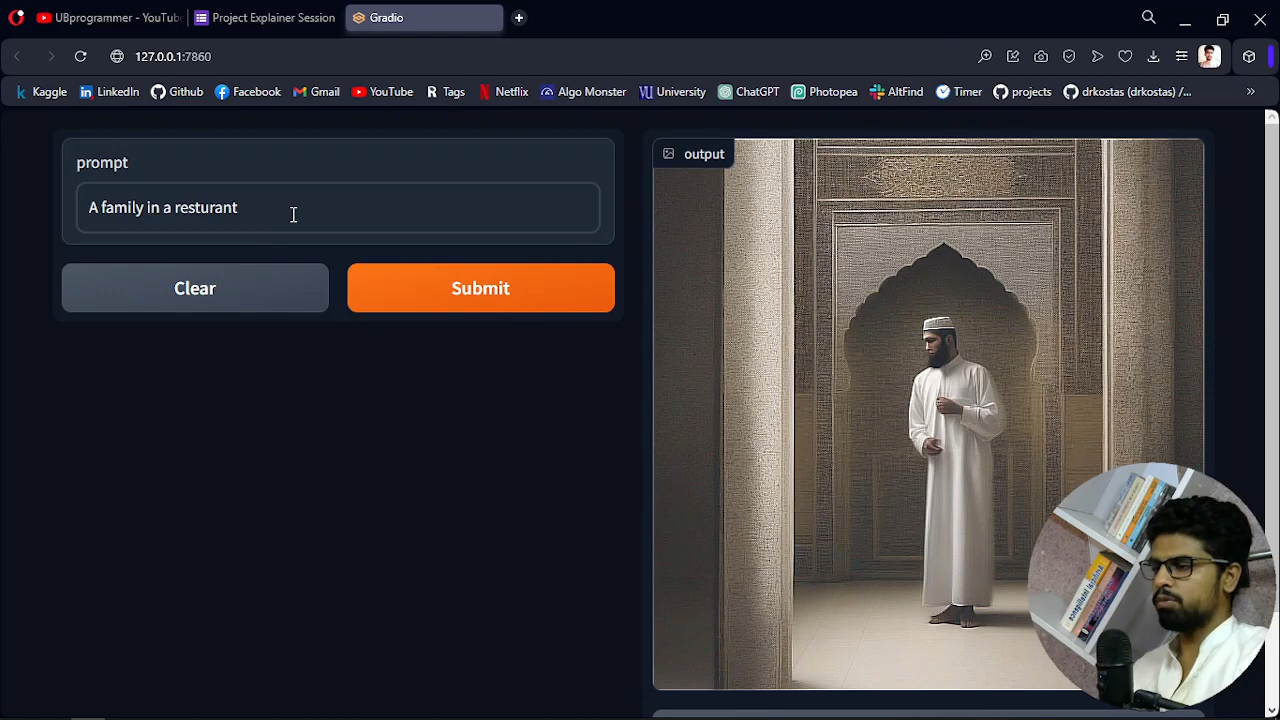 UBprogrammer - YouTu
Project Explainer Session
Gradio
127.0.0.1:7860
Kaggle
LinkedIn
Github
Facebook
Gmail
YouTube
Tags
Netflix
Algo Monster
University
ChatGPT
Photopea
AltFind
Timer
projects
drkostas (drkostas) /...
prompt
A family in a resturant
Clear
Submit
output